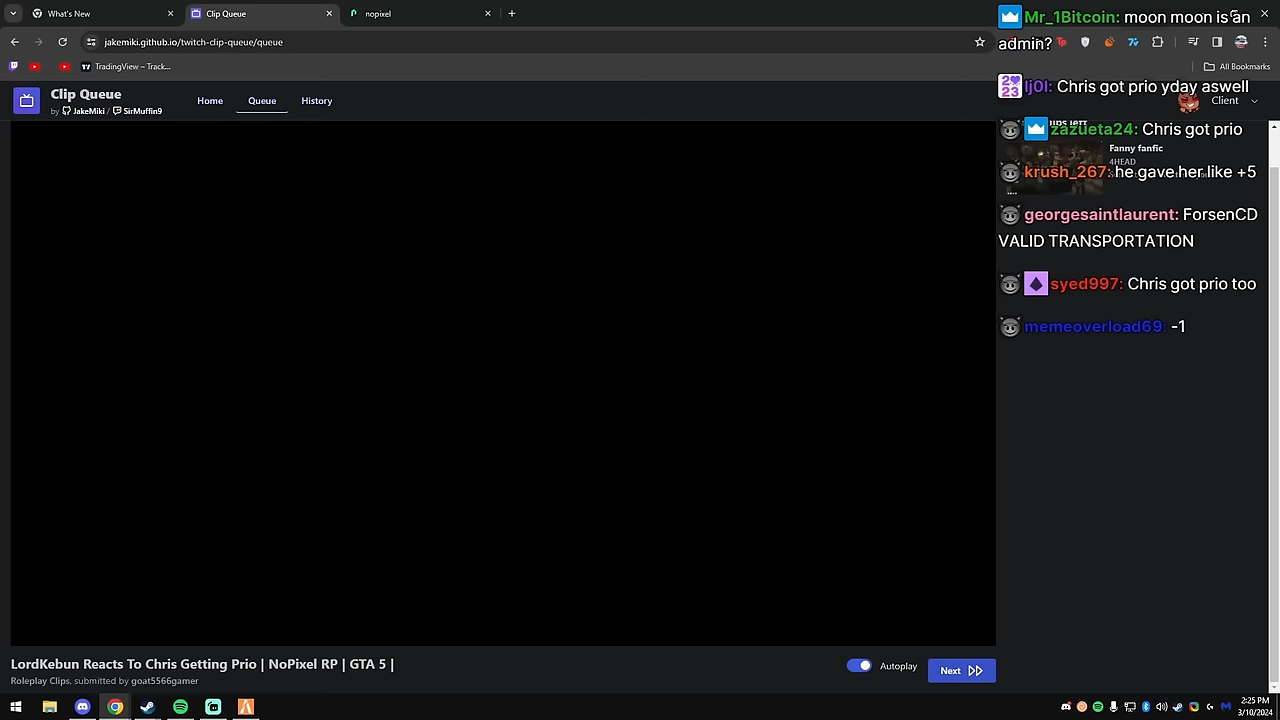 What's New
Clip Queue
nopixel
jakemiki.github.io/twitch-clip-queue/queue
TradingView – Track...
All Bookmarks
Clip Queue
by JakeMiki / SirMuffin9
Home
Queue
History
Client
Mr_1Bitcoin: moon moon is an
admin?
lj0l: Chris got prio yday aswell
zazueta24: Chris got prio
Fanny fanfic
4HEAD
krush_267: he gave her like +5
georgesaintlaurent: ForsenCD
VALID TRANSPORTATION
syed997: Chris got prio too
memeoverload69: -1
LordKebun Reacts To Chris Getting Prio | NoPixel RP | GTA 5 |
Roleplay Clips, submitted by goat5566gamer
Autoplay
Next
2:25 PM
3/10/2024